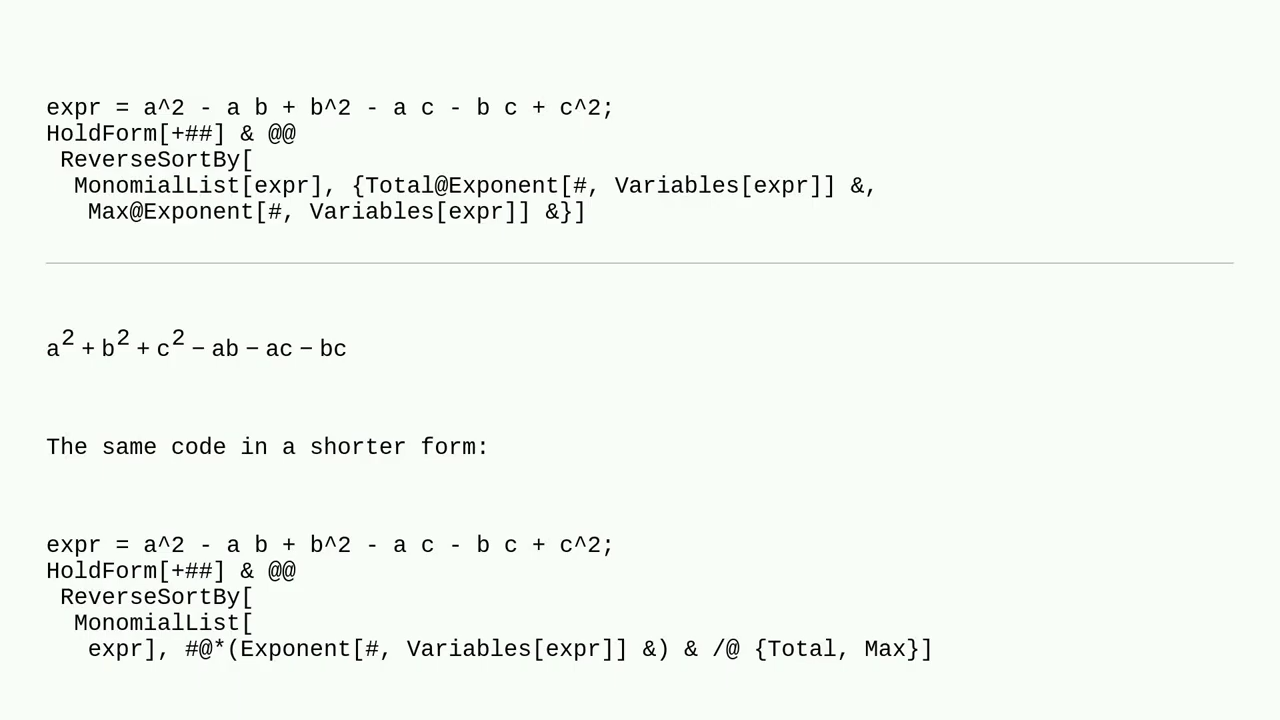 expr = a^2 - a b + b^2 - a c - b c + c^2;
HoldForm[+##] & @@
 ReverseSortBy[
  MonomialList[expr], {Total@Exponent[#, Variables[expr]] &,
   Max@Exponent[#, Variables[expr]] &}]
a² + b² + c² − ab − ac − bc
The same code in a shorter form:
expr = a^2 - a b + b^2 - a c - b c + c^2;
HoldForm[+##] & @@
 ReverseSortBy[
  MonomialList[
   expr], #@*(Exponent[#, Variables[expr]] &) & /@ {Total, Max}]